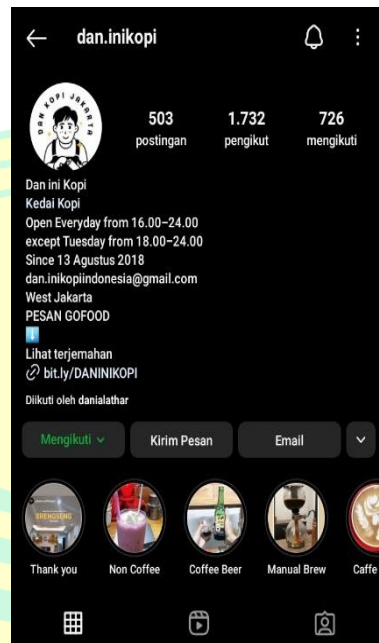 dan.inikopi
DAN KOPI JAKARTA
503
1.732
726
postingan
pengikut
mengikuti
Dan ini Kopi
Kedai Kopi
Open Everyday from 16.00–24.00
except Tuesday from 18.00–24.00
Since 13 Agustus 2018
dan.inikopiindonesia@gmail.com
West Jakarta
PESAN GOFOOD
Lihat terjemahan
bit.ly/DANINIKOPI
Diikuti oleh danialathar
Mengikuti
Kirim Pesan
Email
SRENGSENG
Thank you
Non Coffee
Coffee Beer
Manual Brew
Caffe